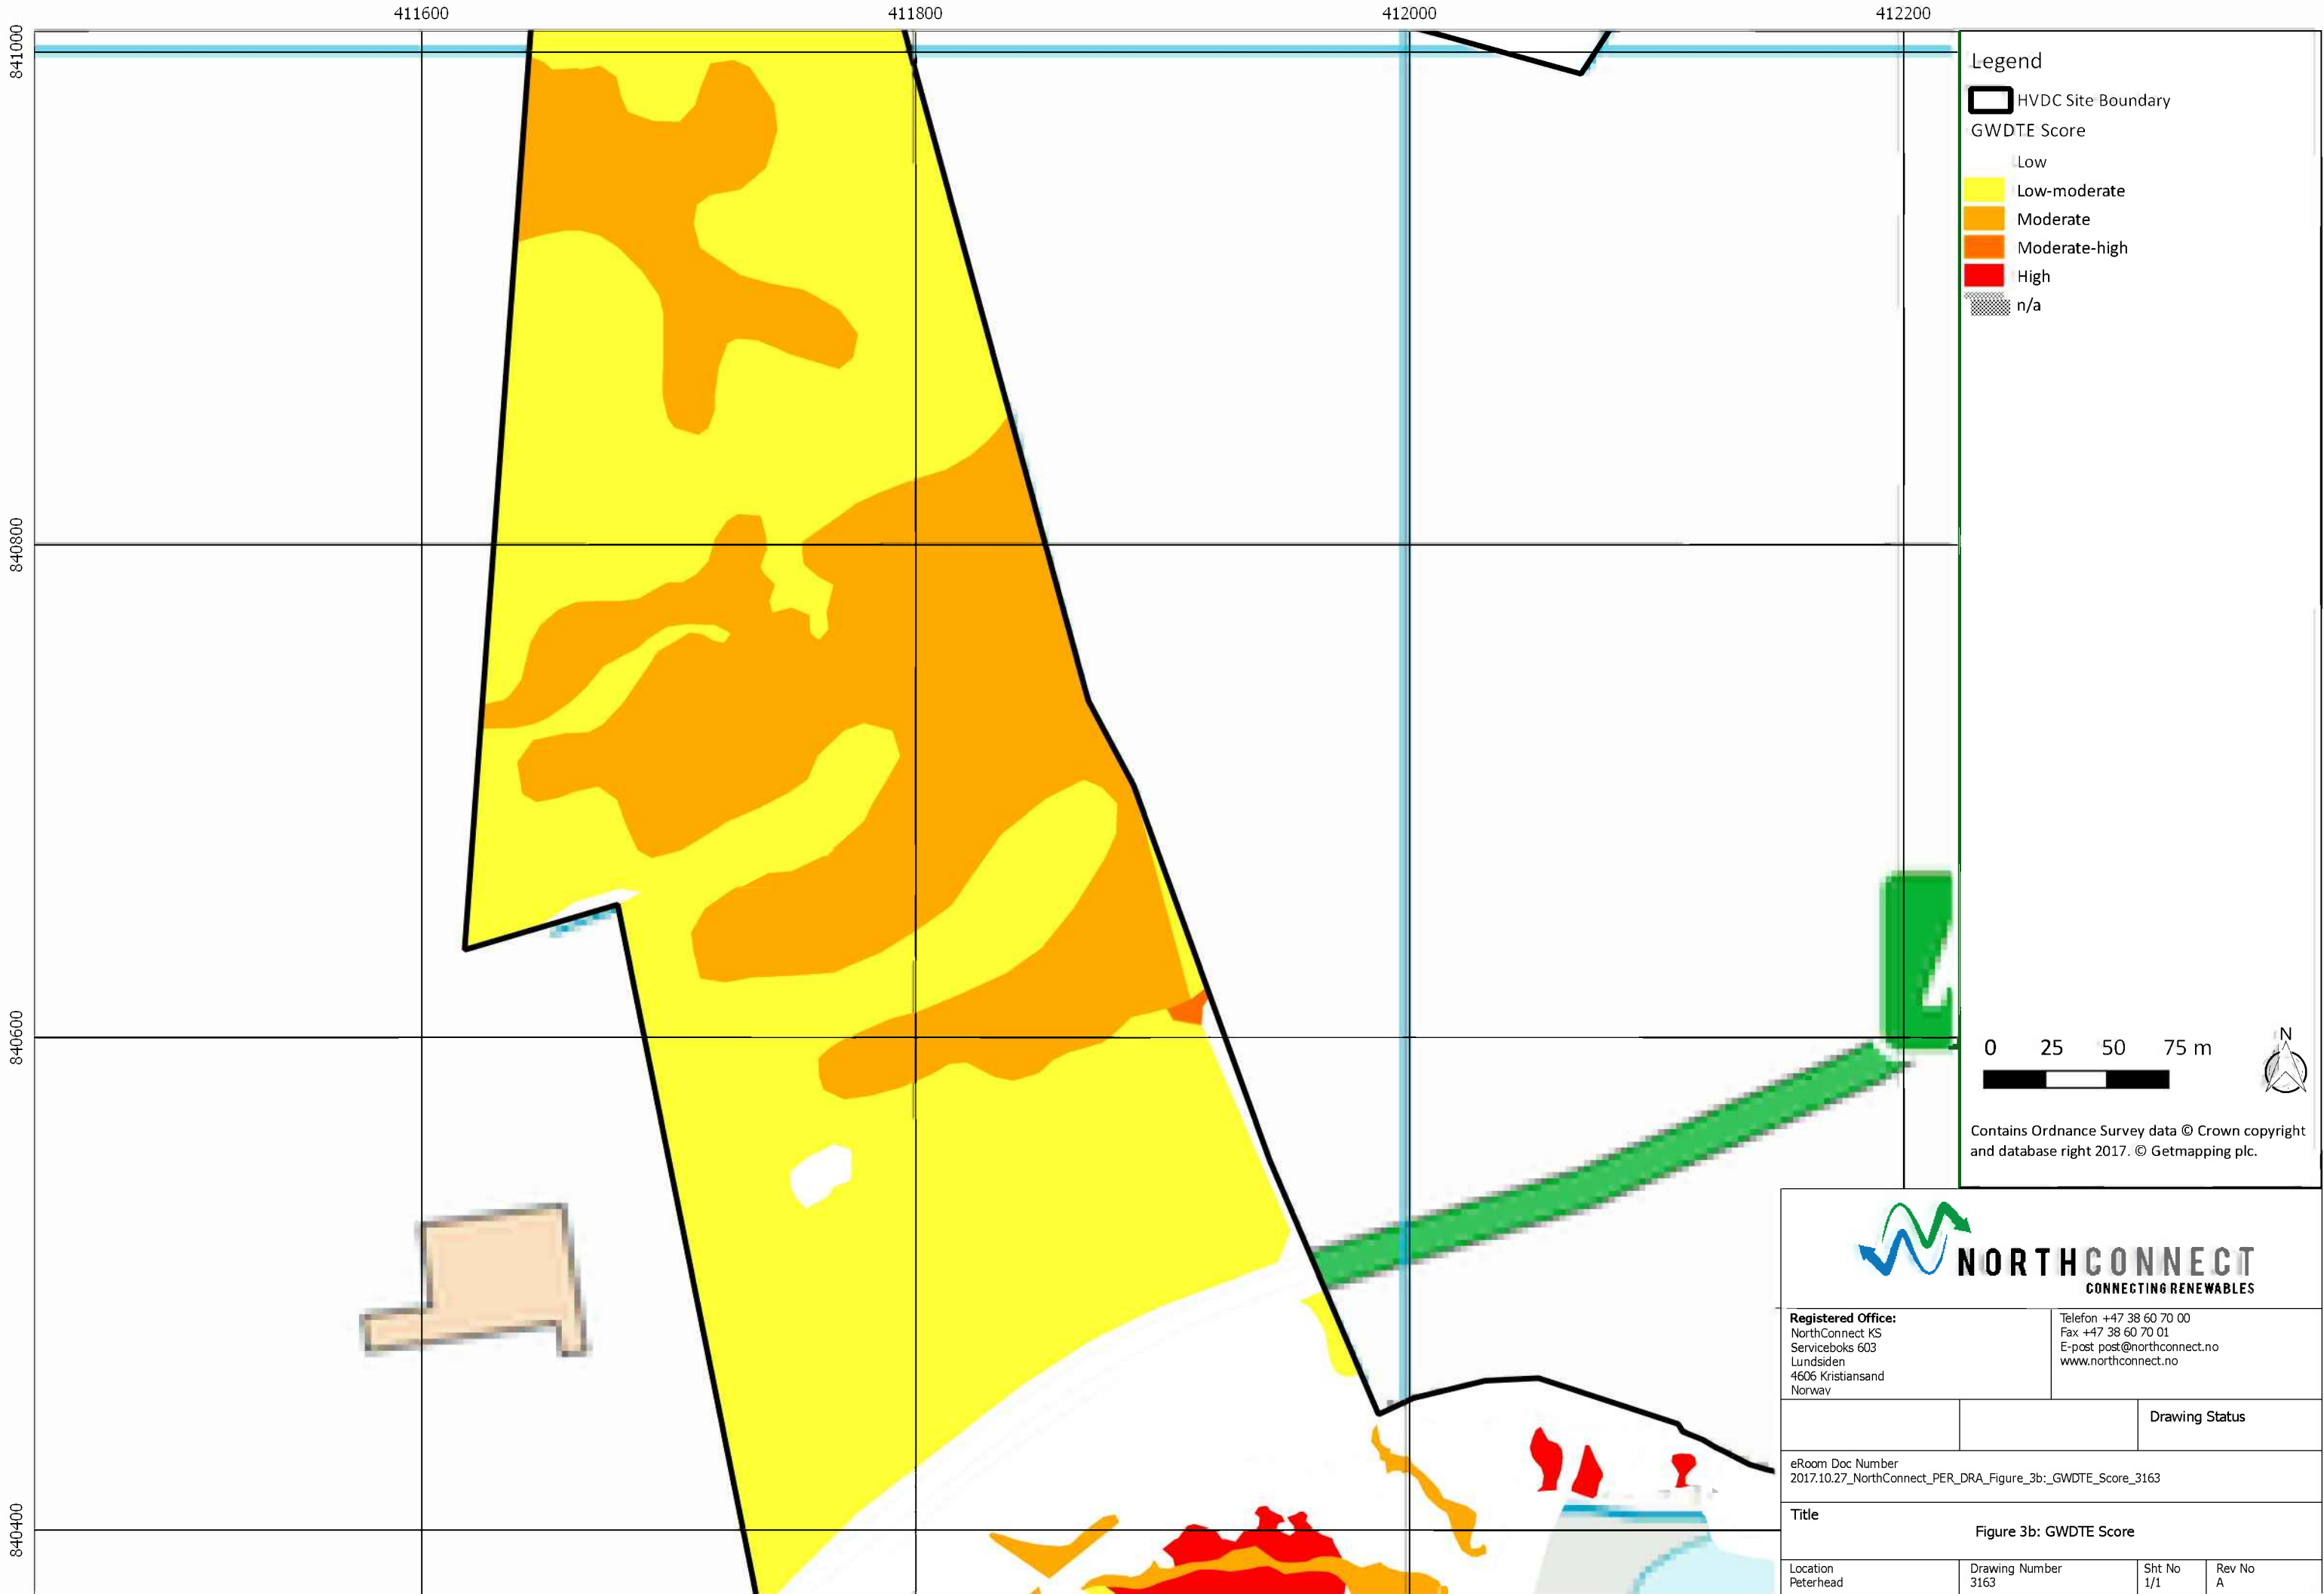 411600 411800 412000 412200
841000
840800
840600
840400
Legend
HVDC Site Boundary
GWDTE Score
Low
Low-moderate
Moderate
Moderate-high
High
n/a
0 25 50 75 m
N
Contains Ordnance Survey data © Crown copyright
and database right 2017. © Getmapping plc.
NORTHCONNECT
CONNECTING RENEWABLES
Registered Office:
NorthConnect KS
Serviceboks 603
Lundsiden
4606 Kristiansand
Norway
Telefon +47 38 60 70 00
Fax +47 38 60 70 01
E-post post@northconnect.no
www.northconnect.no
Drawing Status
eRoom Doc Number
2017.10.27_NorthConnect_PER_DRA_Figure_3b:_GWDTE_Score_3163
Title
Figure 3b: GWDTE Score
Location
Peterhead
Drawing Number
3163
Sht No
1/1
Rev No
A